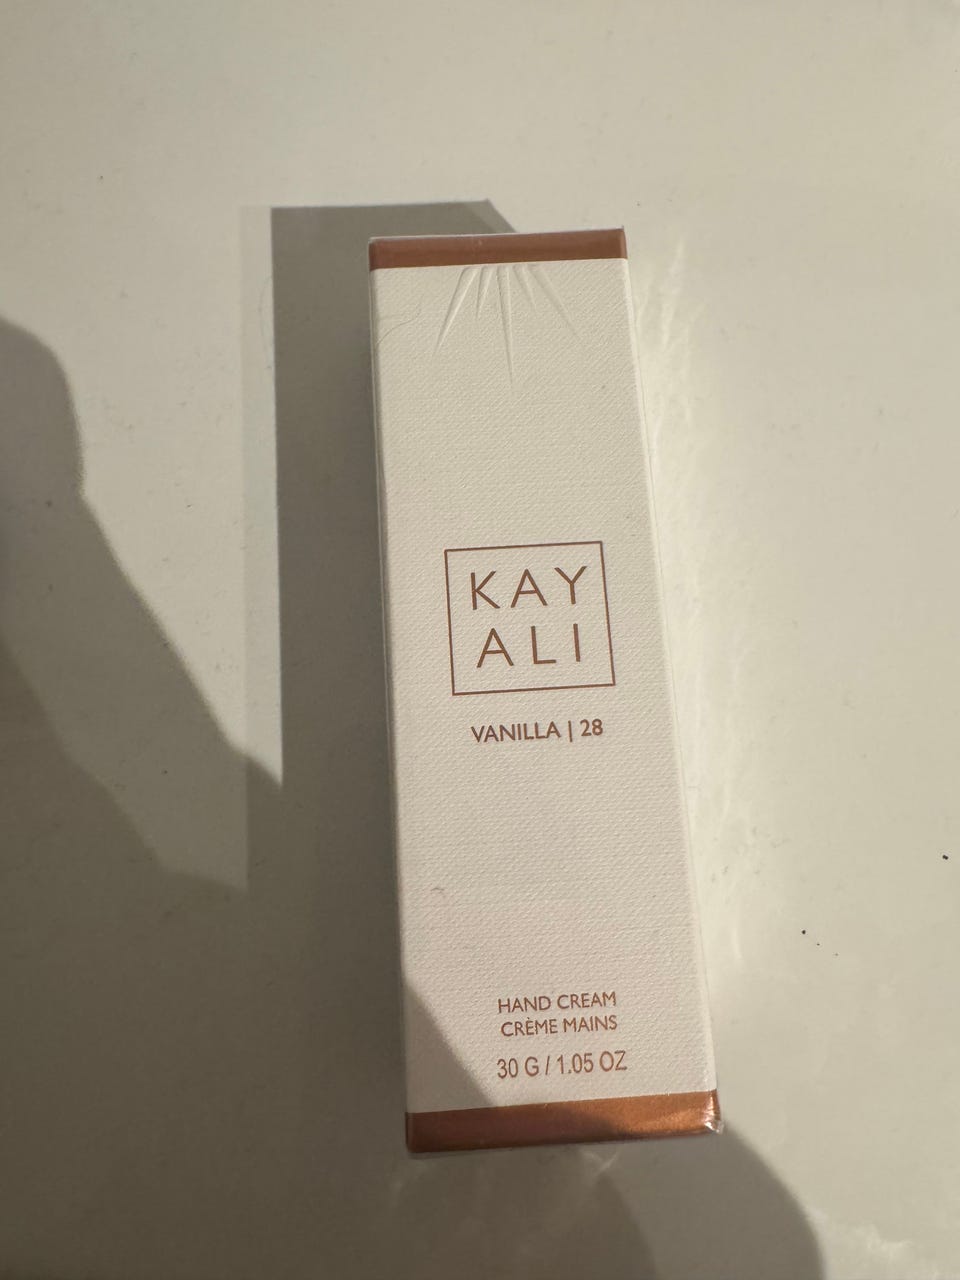 KAY
ALI
VANILLA | 28
HAND CREAM
CRÈME MAINS
30 G / 1.05 OZ